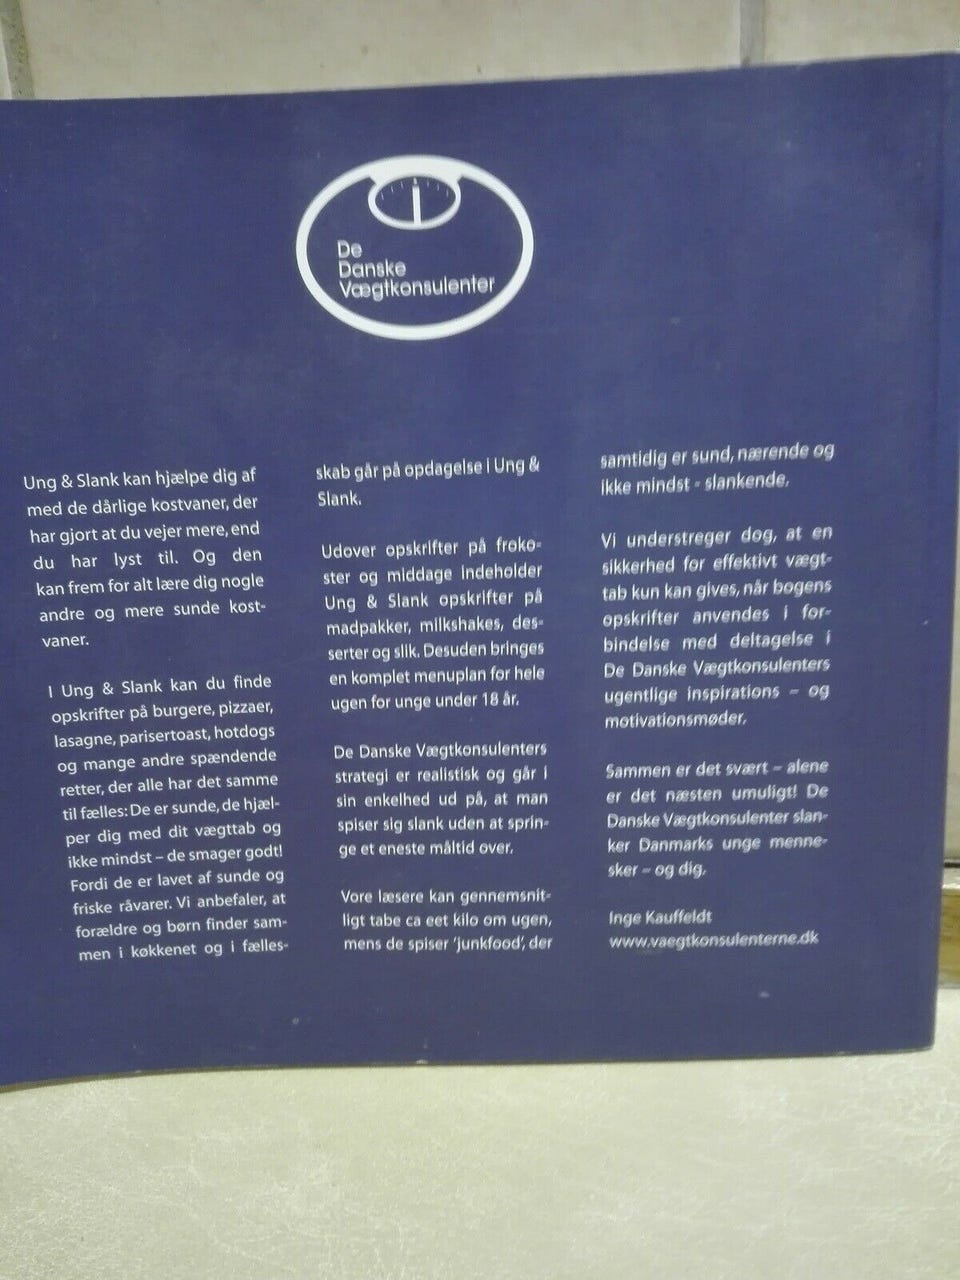 De
Danske
Vægtkonsulenter
Ung & Slank kan hjælpe dig af
med de dårlige kostvaner, der
har gjort at du vejer mere, end
du har lyst til. Og den
kan frem for alt lære dig nogle
andre og mere sunde kost-
vaner.
I Ung & Slank kan du finde
opskrifter på burgere, pizzaer,
lasagne, parisertoast, hotdogs
og mange andre spændende
retter, der alle har det samme
til fælles: De er sunde, de hjæl-
per dig med dit vægttab og
ikke mindst – de smager godt!
Fordi de er lavet af sunde og
friske råvarer. Vi anbefaler, at
forældre og børn finder sam-
men i køkkenet og i fælles-
skab går på opdagelse i Ung &
Slank.
Udover opskrifter på froko-
ster og middage indeholder
Ung & Slank opskrifter på
madpakker, milkshakes, des-
serter og slik. Desuden bringes
en komplet menuplan for hele
ugen for unge under 18 år.
De Danske Vægtkonsulenters
strategi er realistisk og går i
sin enkelhed ud på, at man
spiser sig slank uden at sprin-
ge et eneste måltid over.
Vore læsere kan gennemsnit-
ligt tabe ca eet kilo om ugen,
mens de spiser 'junkfood', der
samtidig er sund, nærende og
ikke mindst - slankende.
Vi understreger dog, at en
sikkerhed for effektivt vægt-
tab kun kan gives, når bogens
opskrifter anvendes i for-
bindelse med deltagelse i
De Danske Vægtkonsulenters
ugentlige inspirations – og
motivationsmøder.
Sammen er det svært – alene
er det næsten umuligt! De
Danske Vægtkonsulenter slan-
ker Danmarks unge menne-
sker – og dig.
Inge Kauffeldt
www.vaegtkonsulenterne.dk